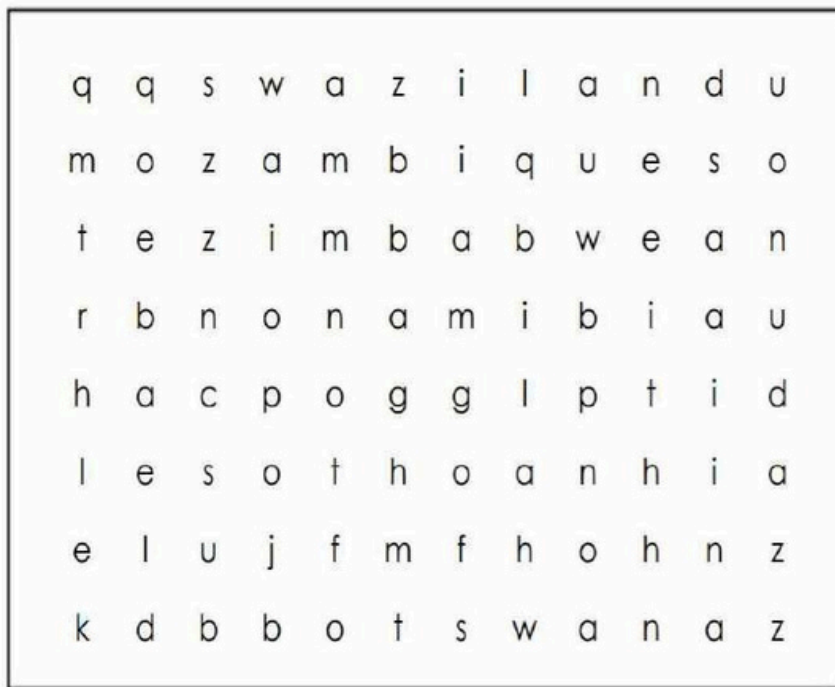 q q s w a z i l a n d u
m o z a m b i q u e s o
t e z i m b a b w e a n
r b n o n a m i b i a u
h a c p o g g l p t i d
l e s o t h o a n h i a
e l u j f m f h o h n z
k d b b o t s w a n a z